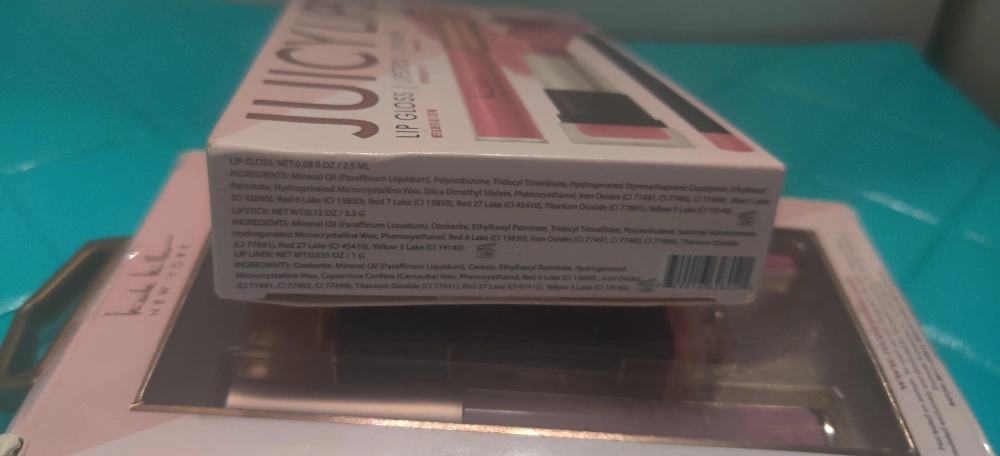 JUICY LIPS
LIP GLOSS | LIPSTICK
LIP GLOSS: NET:0.08 fl OZ / 2.5 ML
INGREDIENTS: Mineral Oil (Paraffinum Liquidum), Polyisobutene, Tridecyl Trimellitate, Hydrogenated Styrene/Isoprene Copolymer, Ethylhexyl
Palmitate, Hydrogenated Microcrystalline Wax, Silica Dimethyl Silylate, Phenoxyethanol, Iron Oxides (CI 77491, CI 77492, CI 77499), Blue 1 Lake
(CI 42090), Red 6 Lake (CI 15850), Red 7 Lake (CI 15850), Red 27 Lake (CI 45410), Titanium Dioxide (CI 77891), Yellow 5 Lake (CI 19140).
LIPSTICK: NET WT:0.12 OZ / 3.5 G
INGREDIENTS: Mineral Oil (Paraffinum Liquidum), Ozokerite, Ethylhexyl Palmitate, Tridecyl Trimellitate, Polyisobutene,
Hydrogenated Microcrystalline Wax, Phenoxyethanol, Red 6 Lake (CI 15850), Iron Oxides (CI 77491, CI 77492, CI 77499), Titanium Dioxide
(CI 77891), Red 27 Lake (CI 45410), Yellow 5 Lake (CI 19140).
LIP LINER: NET WT:0.035 OZ / 1 G
INGREDIENTS: Ozokerite, Mineral Oil (Paraffinum Liquidum), Ceresin, Ethylhexyl Palmitate, Hydrogenated
Microcrystalline Wax, Copernicia Cerifera (Carnauba) Wax, Phenoxyethanol, Red 6 Lake (CI 15850), Iron Oxides
(CI 77491, CI 77492, CI 77499), Titanium Dioxide (CI 77891), Red 27 Lake (CI 45410), Yellow 5 Lake (CI 19140).
NEW YORK
www.